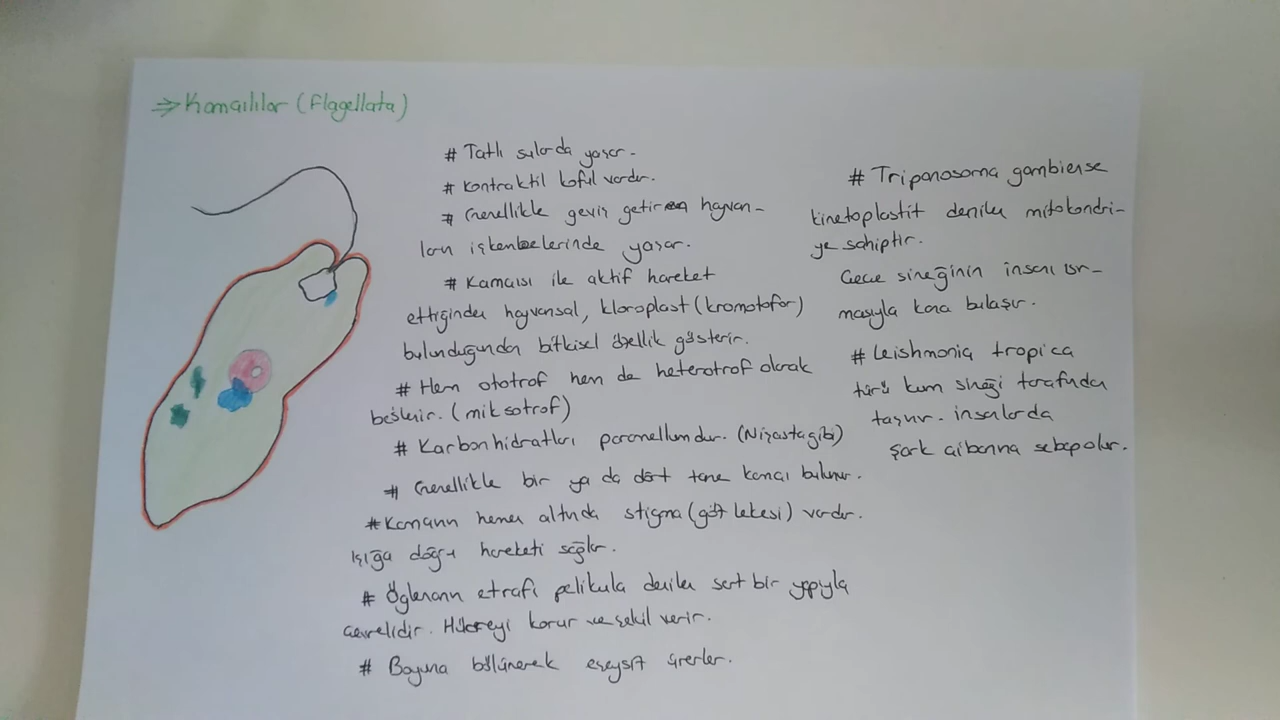 ⇒ Kamçılılar (Flagellata)
# Tatlı sularda yaşar.
# Kontraktil koful vardır.
# Genellikle geviş getiren hayvan-
ların işkembelerinde yaşar.
# Kamçısı ile aktif hareket
ettiğinden hayvansal, kloroplast (kromotofor)
bulunduğundan bitkisel özellik gösterir.
# Hem ototrof hem de heterotrof olarak
beslenir. (miksotrof)
# Karbonhidratları paramellumdur. (Nişasta gibi)
# Genellikle bir ya da dört tane kamçı bulunur.
# Kamçının hemen altında stigma (göz lekesi) vardır.
Işığa doğru hareketi sağlar.
# Öglenanın etrafı pelikula denilen sert bir yapıyla
çevrelidir. Hücreyi korur ve şekil verir.
# Boyuna bölünerek eşeysiz ürerler.
# Tripanosoma gambiense
kinetoplastit denilen mitokondri-
ye sahiptir.
Çeçe sineğinin insanı ısır-
masıyla kana bulaşır.
# Leishmania tropica
türü kum sineği tarafından
taşınır. insanlarda
şark çıbanına sebep olur.